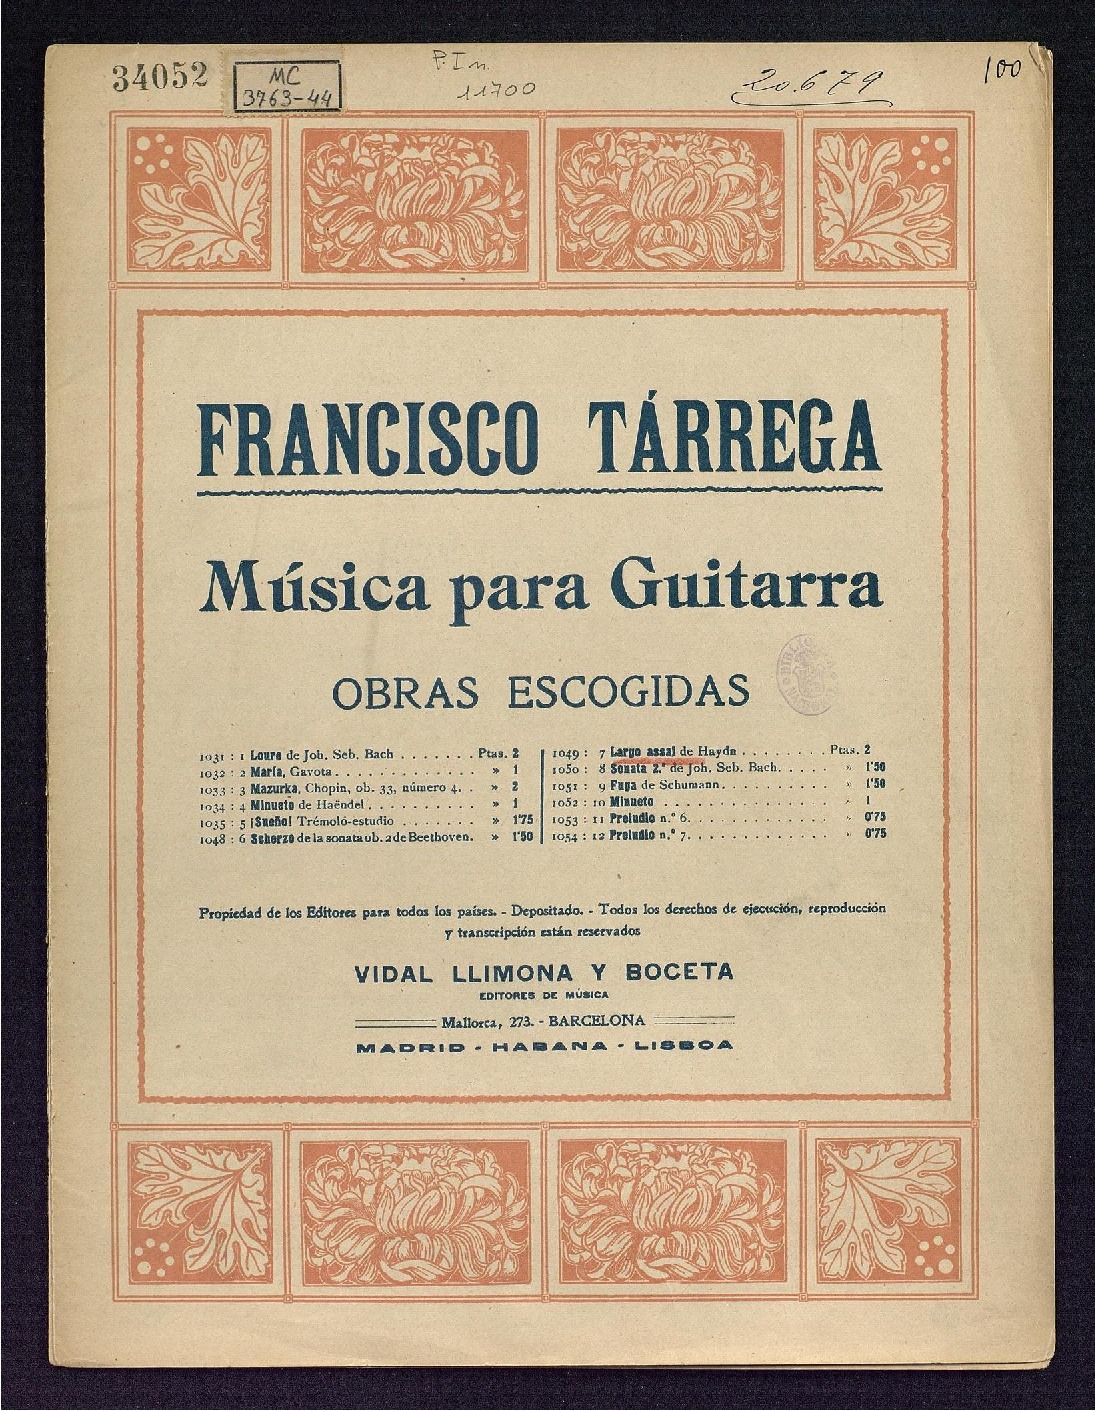 34052
MC
3763-44
P.I n.
11700
20.679
100
FRANCISCO TÁRREGA
Música para Guitarra
OBRAS ESCOGIDAS
1031 : 1 Loure de Joh. Seb. Bach . . . . . . . Ptas. 2
1032 : 2 María, Gavota . . . . . . . . . . . . . » 1
1033 : 3 Mazurka, Chopin, ob. 33, número 4. . » 2
1034 : 4 Minueto de Haëndel . . . . . . . . . . » 1
1035 : 5 ¡Sueño! Trémoló-estudio . . . . . . . » 1'75
1048 : 6 Scherzo de la sonata ob. 2 de Beethoven. » 1'50
1049 : 7 Largo assai de Haydn . . . . . . . . Ptas. 2
1050 : 8 Sonata 2.ª de Joh. Seb. Bach. . . . . » 1'50
1051 : 9 Fuga de Schumann. . . . . . . . . . . » 1'50
1052 : 10 Minueto . . . . . . . . . . . . . . . » 1
1053 : 11 Preludio n.º 6. . . . . . . . . . . . . » 0'75
1054 : 12 Preludio n.º 7. . . . . . . . . . . . . » 0'75
Propiedad de los Editores para todos los países. - Depositado. - Todos los derechos de ejecución, reproducción
y transcripción están reservados
VIDAL LLIMONA Y BOCETA
EDITORES DE MÚSICA
Mallorca, 273. - BARCELONA
MADRID - HABANA - LISBOA